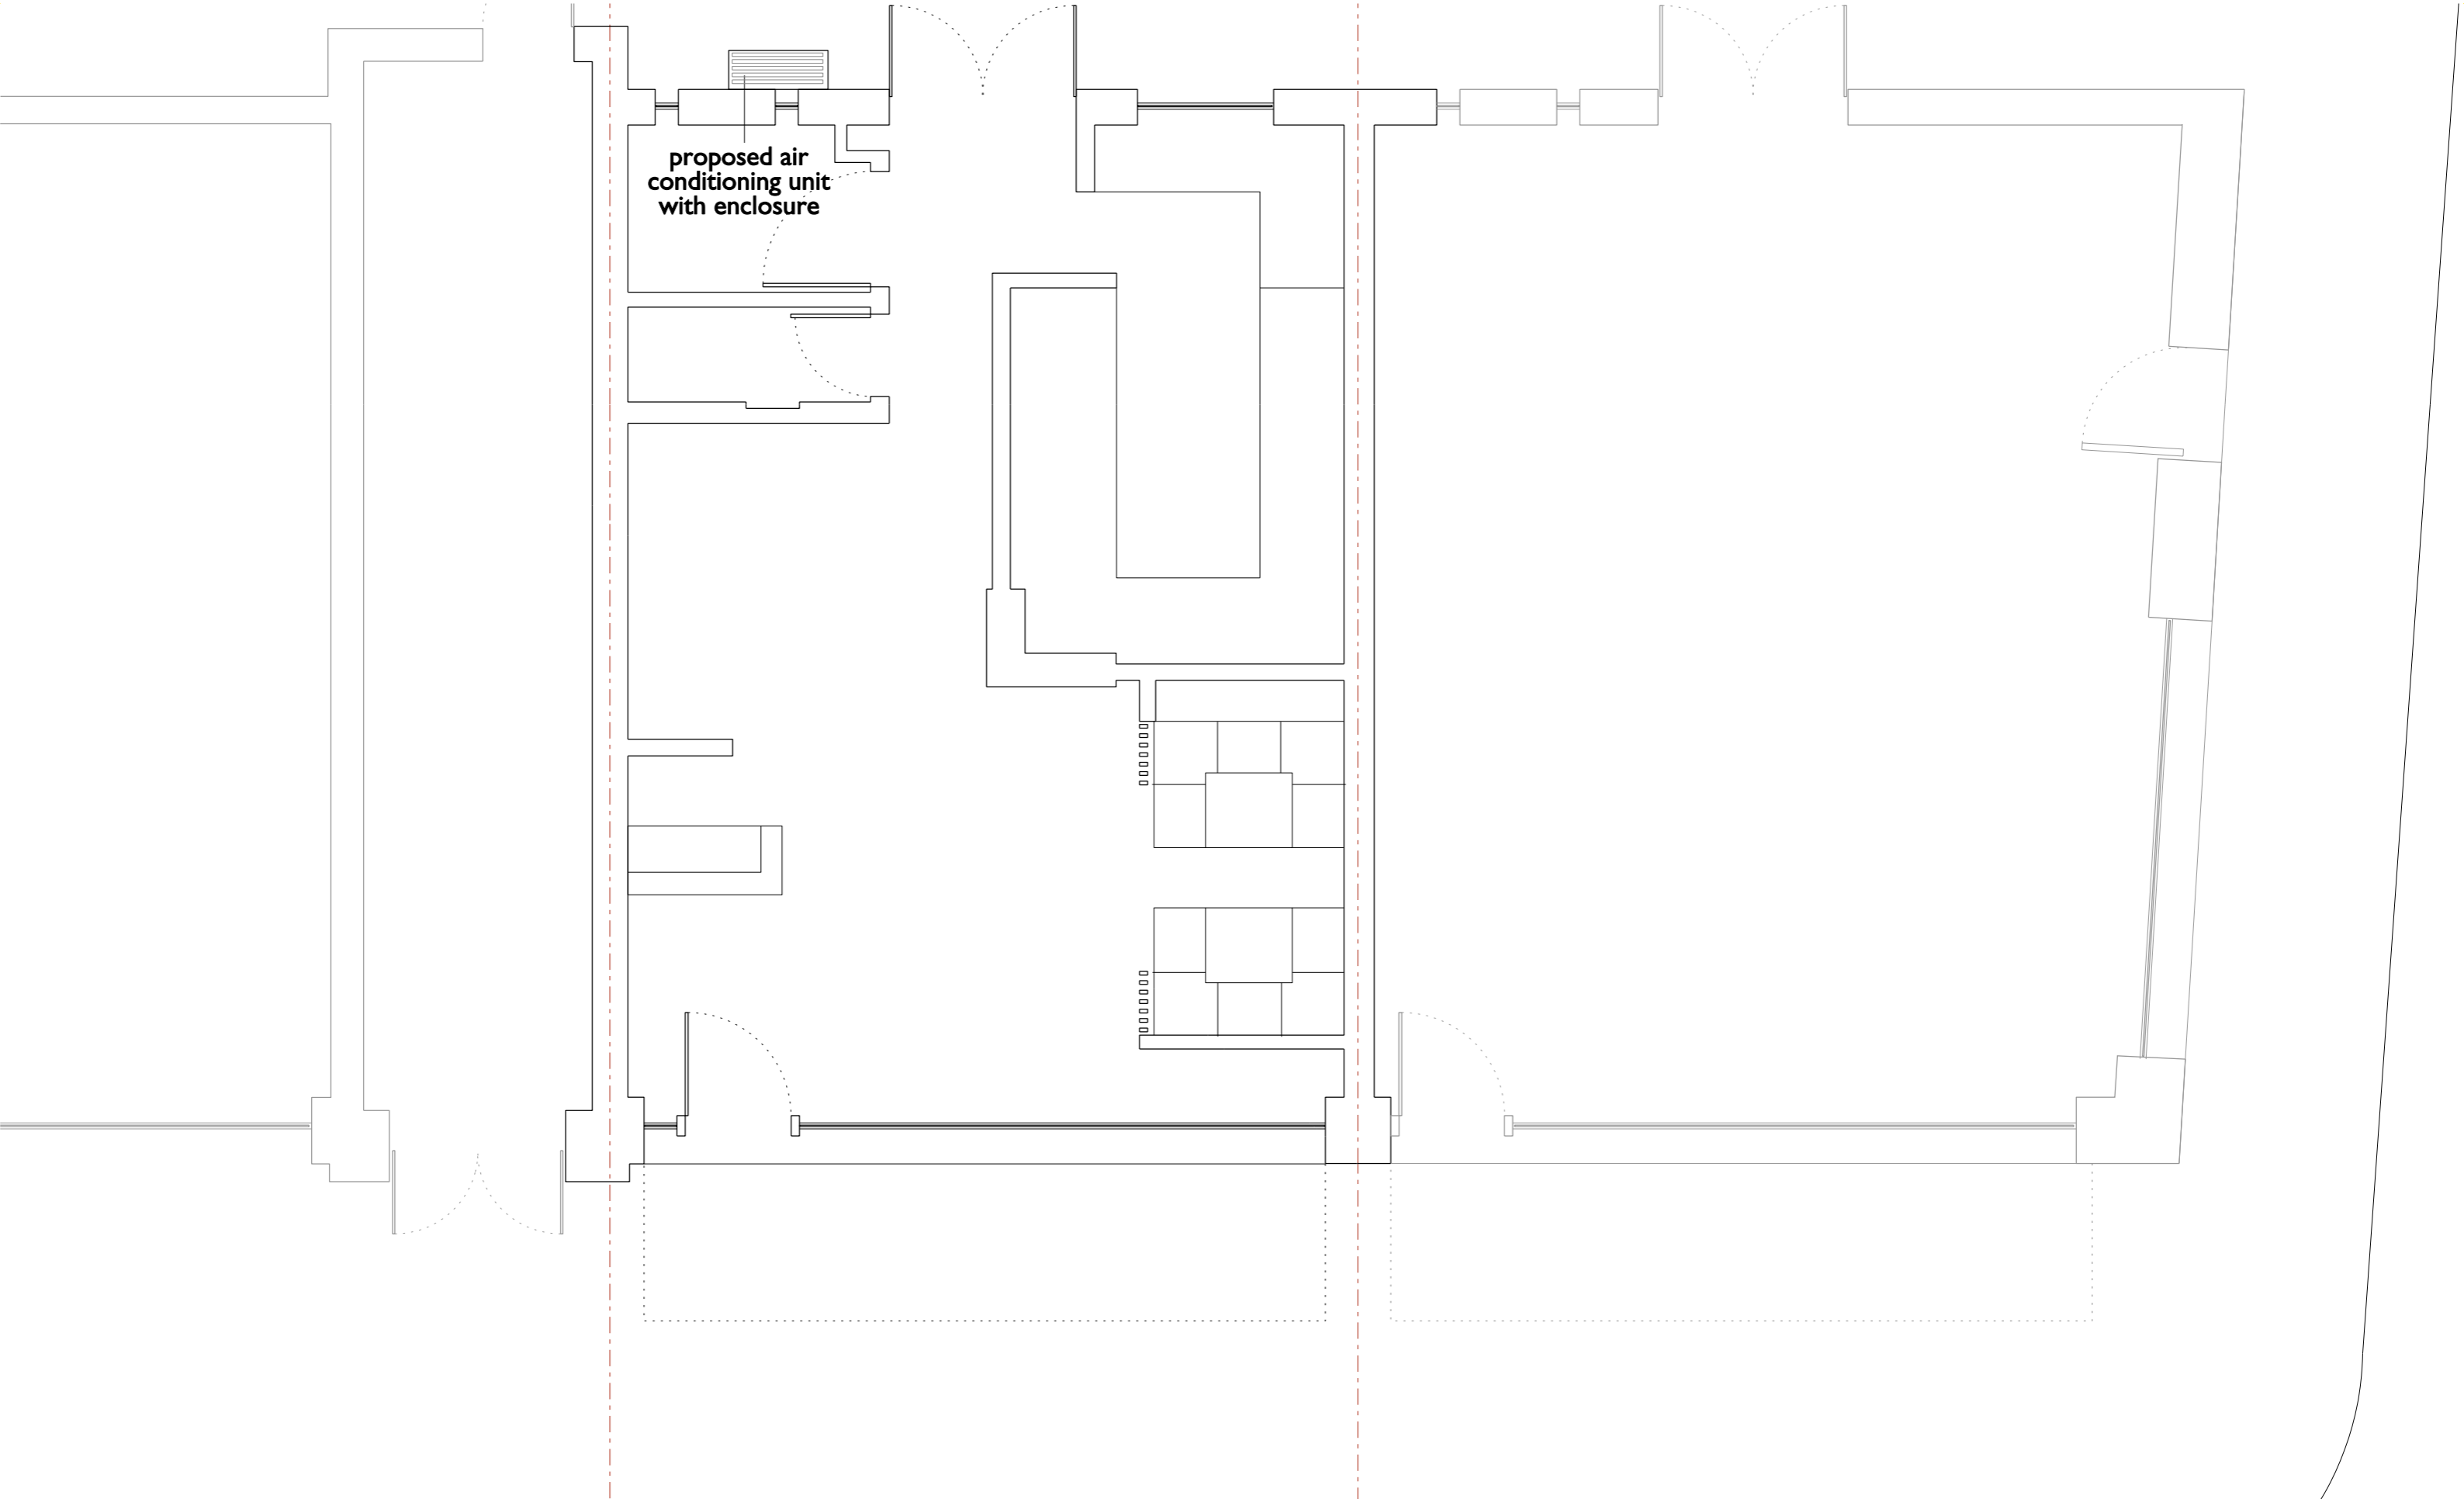 proposed air
conditioning unit
with enclosure